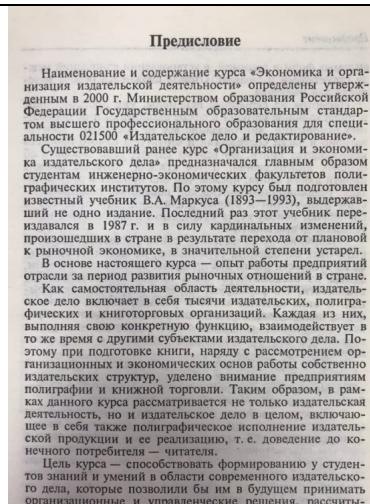 Предисловие
Наименование и содержание курса «Экономика и орга-
низация издательской деятельности» определены утверж-
денным в 2000 г. Министерством образования Российской
Федерации Государственным образовательным стандар-
том высшего профессионального образования для специ-
альности 021500 «Издательское дело и редактирование».
Существовавший ранее курс «Организация и экономи-
ка издательского дела» предназначался главным образом
студентам инженерно-экономических факультетов поли-
графических институтов. По этому курсу был подготовлен
известный учебник В.А. Маркуса (1893—1993), выдержав-
ший не одно издание. Последний раз этот учебник пере-
издавался в 1987 г. и в силу кардинальных изменений,
произошедших в стране в результате перехода от плановой
к рыночной экономике, в значительной степени устарел.
В основе настоящего курса — опыт работы предприятий
отрасли за период развития рыночных отношений в стране.
Как самостоятельная область деятельности, издатель-
ское дело включает в себя тысячи издательских, полигра-
фических и книготорговых организаций. Каждая из них,
выполняя свою конкретную функцию, взаимодействует в
то же время с другими субъектами издательского дела. По-
этому при подготовке книги, наряду с рассмотрением ор-
ганизационных и экономических основ работы собственно
издательских структур, уделено внимание предприятиям
полиграфии и книжной торговли. Таким образом, в рам-
ках данного курса рассматривается не только издательская
деятельность, но и издательское дело в целом, включаю-
щее в себя также полиграфическое исполнение издатель-
ской продукции и ее реализацию, т. е. доведение до ко-
нечного потребителя — читателя.
Цель курса — способствовать формированию у студен-
тов знаний и умений в области современного издательско-
го дела, которые позволили бы им в будущем принимать
организационные и управленческие решения, рассчиты-